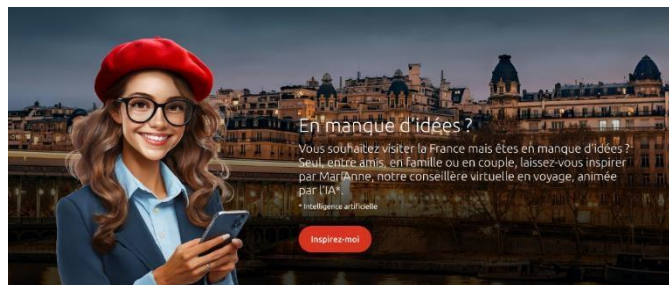 En manque d'idées ?
Vous souhaitez visiter la France mais êtes en manque d'idées ?
Seul, entre amis, en famille ou en couple, laissez-vous inspirer
par Mar'Anne, notre conseillère virtuelle en voyage, animée
par l'IA*.
* Intelligence artificielle
Inspirez-moi